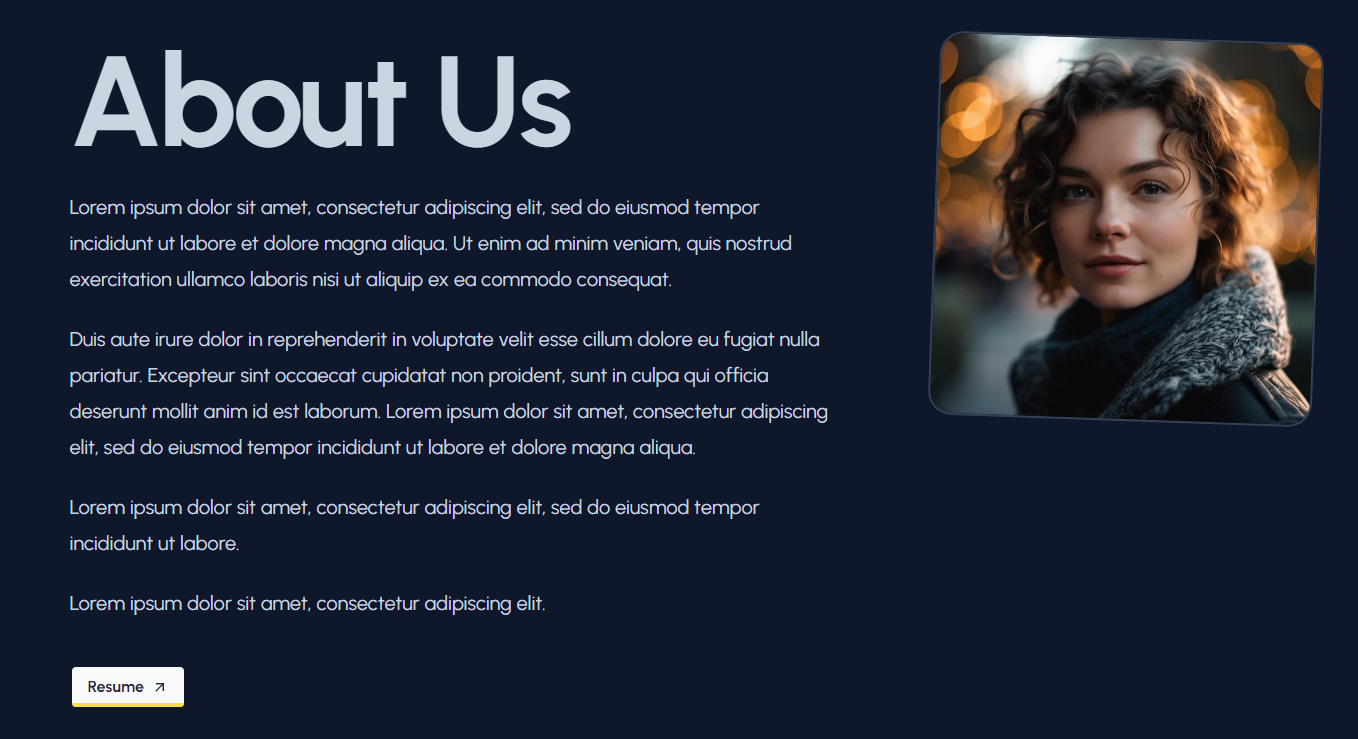 About Us
Lorem ipsum dolor sit amet, consectetur adipiscing elit, sed do eiusmod tempor
incididunt ut labore et dolore magna aliqua. Ut enim ad minim veniam, quis nostrud
exercitation ullamco laboris nisi ut aliquip ex ea commodo consequat.
Duis aute irure dolor in reprehenderit in voluptate velit esse cillum dolore eu fugiat nulla
pariatur. Excepteur sint occaecat cupidatat non proident, sunt in culpa qui officia
deserunt mollit anim id est laborum. Lorem ipsum dolor sit amet, consectetur adipiscing
elit, sed do eiusmod tempor incididunt ut labore et dolore magna aliqua.
Lorem ipsum dolor sit amet, consectetur adipiscing elit, sed do eiusmod tempor
incididunt ut labore.
Lorem ipsum dolor sit amet, consectetur adipiscing elit.
Resume